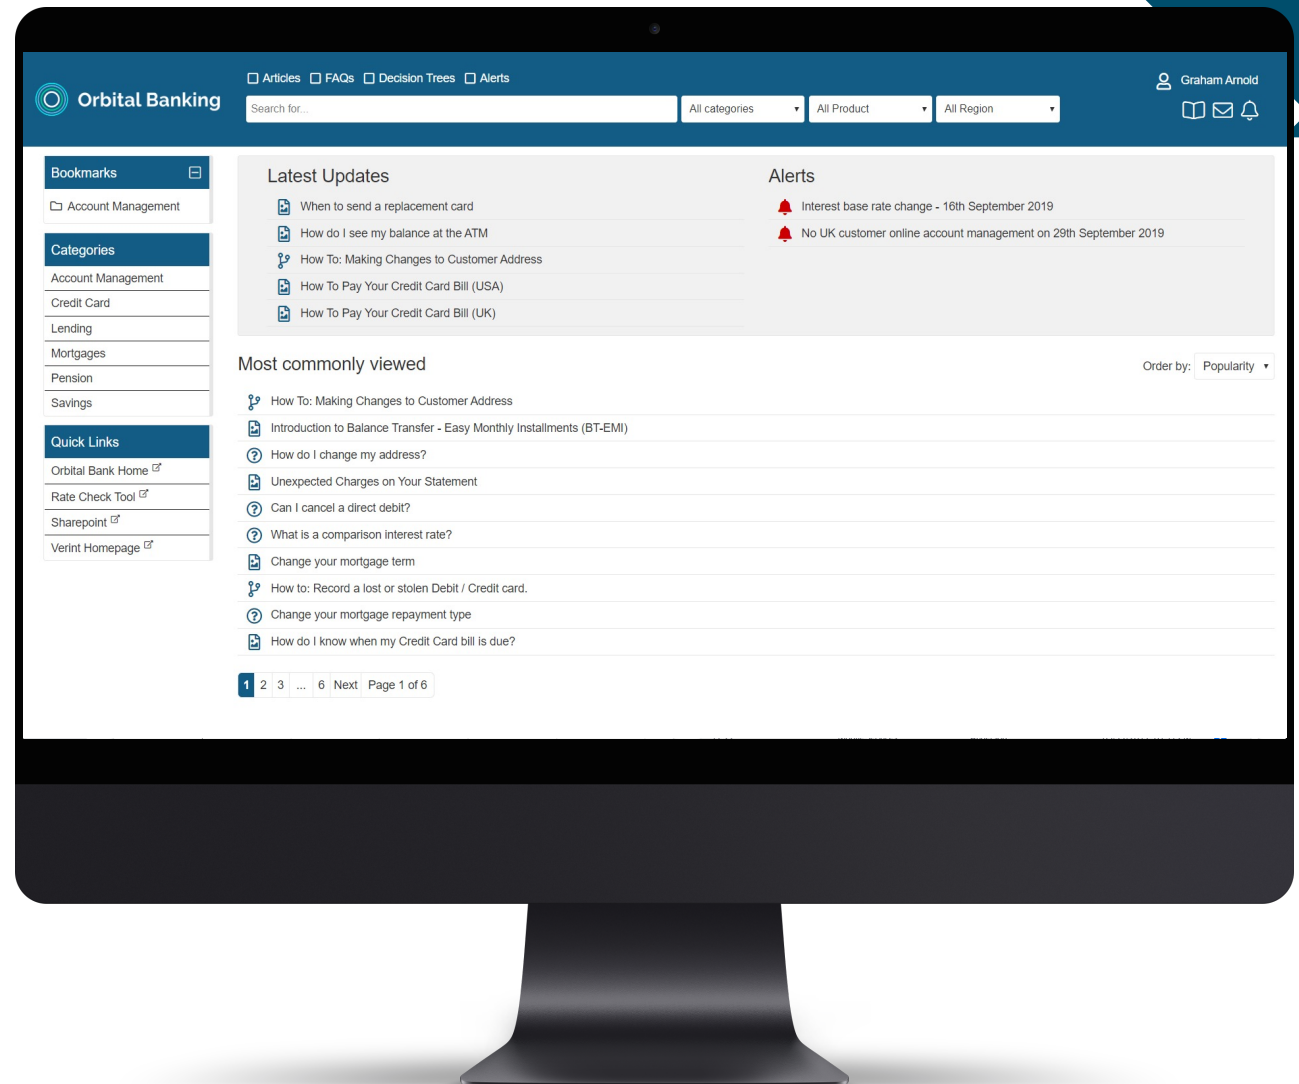 Orbital Banking
Articles FAQs Decision Trees Alerts
Search for...
All categories
All Product
All Region
Graham Arnold
Bookmarks
Account Management
Categories
Account Management
Credit Card
Lending
Mortgages
Pension
Savings
Quick Links
Orbital Bank Home
Rate Check Tool
Sharepoint
Verint Homepage
Latest Updates
When to send a replacement card
How do I see my balance at the ATM
How To: Making Changes to Customer Address
How To Pay Your Credit Card Bill (USA)
How To Pay Your Credit Card Bill (UK)
Alerts
Interest base rate change - 16th September 2019
No UK customer online account management on 29th September 2019
Most commonly viewed
Order by: Popularity
How To: Making Changes to Customer Address
Introduction to Balance Transfer - Easy Monthly Installments (BT-EMI)
How do I change my address?
Unexpected Charges on Your Statement
Can I cancel a direct debit?
What is a comparison interest rate?
Change your mortgage term
How to: Record a lost or stolen Debit / Credit card.
Change your mortgage repayment type
How do I know when my Credit Card bill is due?
1 2 3 ... 6 Next Page 1 of 6